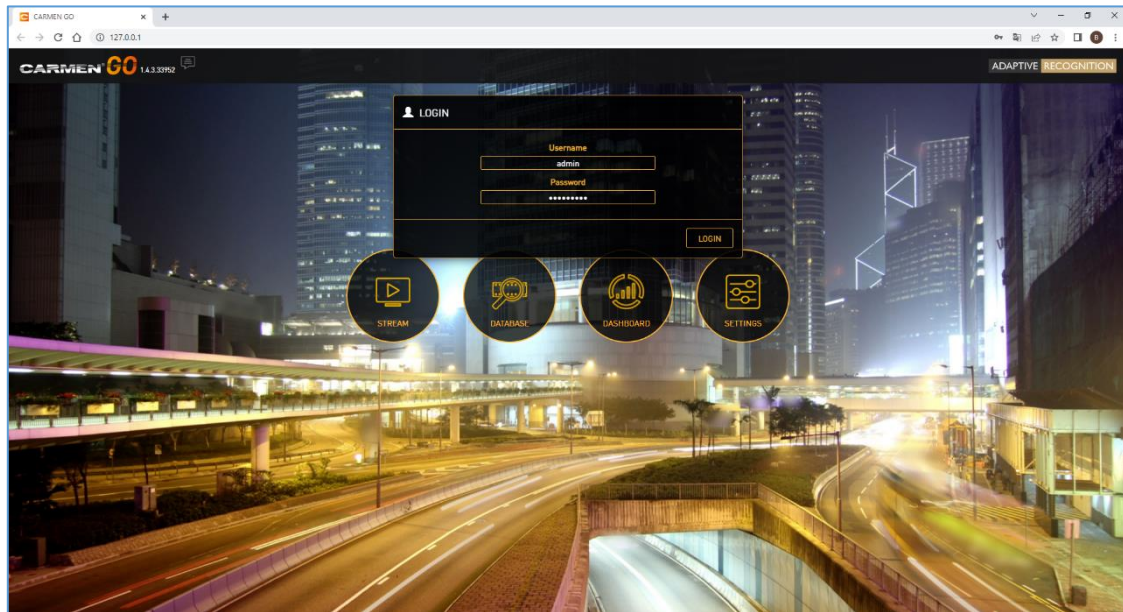 CARMEN GO
127.0.0.1
B
CARMEN® GO 1.4.3.33952
ADAPTIVE RECOGNITION
LOGIN
Username
admin
Password
•••••••••
LOGIN
STREAM
DATABASE
DASHBOARD
SETTINGS